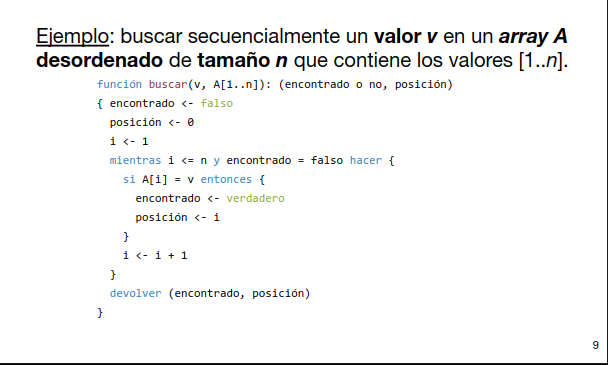 Ejemplo: buscar secuencialmente un valor v en un array A
desordenado de tamaño n que contiene los valores [1..n].
función buscar(v, A[1..n]): (encontrado o no, posición)
{ encontrado <- falso
posición <- 0
i <- 1
mientras i <= n y encontrado = falso hacer {
si A[i] = v entonces {
encontrado <- verdadero
posición <- i
}
i <- i + 1
}
devolver (encontrado, posición)
}
9